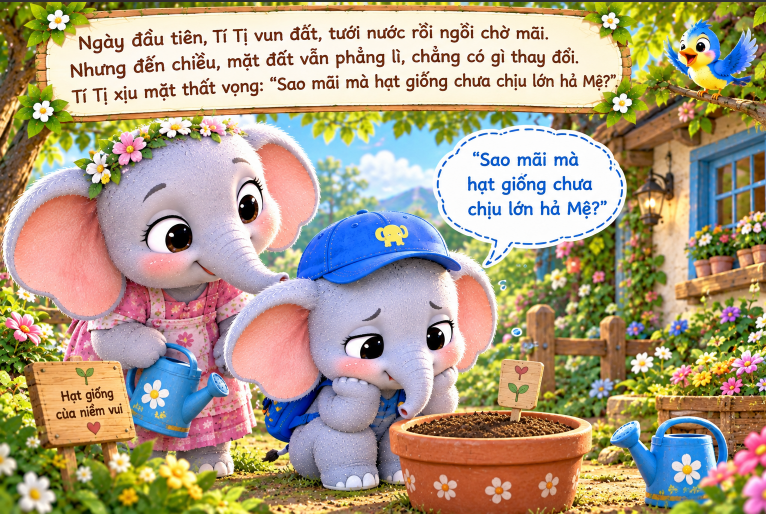 Ngày đầu tiên, Tí Tị vun đất, tưới nước rồi ngồi chờ mãi.
Nhưng đến chiều, mặt đất vẫn phẳng lì, chẳng có gì thay đổi.
Tí Tị xịu mặt thất vọng: “Sao mãi mà hạt giống chưa chịu lớn hả Mệ?”
“Sao mãi mà
hạt giống chưa
chịu lớn hả Mệ?”
Hạt giống
của niềm vui